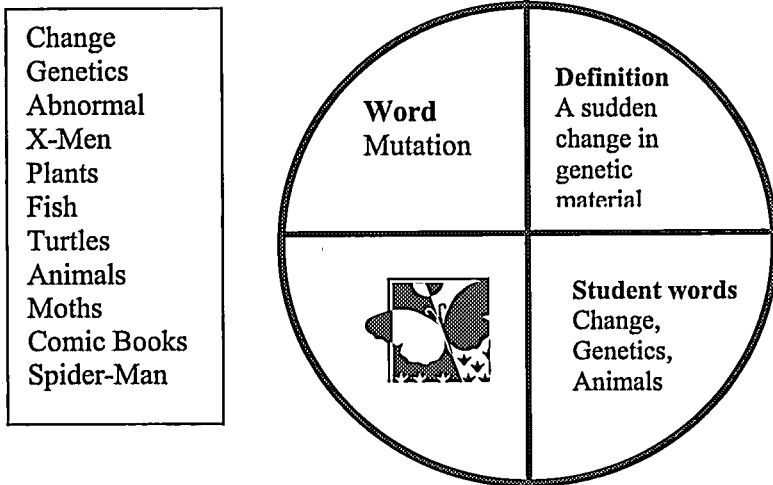 Change
Genetics
Abnormal
X-Men
Plants
Fish
Turtles
Animals
Moths
Comic Books
Spider-Man
Word
Mutation
Definition
A sudden
change in
genetic
material
Student words
Change,
Genetics,
Animals